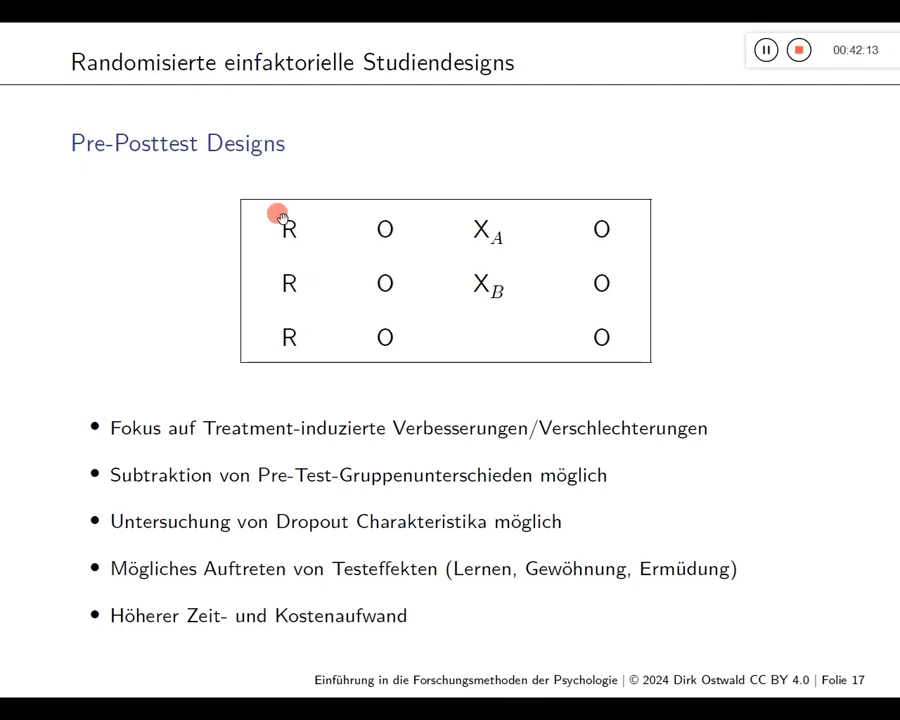 Randomisierte einfaktorielle Studiendesigns
00:42:13
Pre-Posttest Designs
R O X_A O
R O X_B O
R O O
• Fokus auf Treatment-induzierte Verbesserungen/Verschlechterungen
• Subtraktion von Pre-Test-Gruppenunterschieden möglich
• Untersuchung von Dropout Charakteristika möglich
• Mögliches Auftreten von Testeffekten (Lernen, Gewöhnung, Ermüdung)
• Höherer Zeit- und Kostenaufwand
Einführung in die Forschungsmethoden der Psychologie | © 2024 Dirk Ostwald CC BY 4.0 | Folie 17